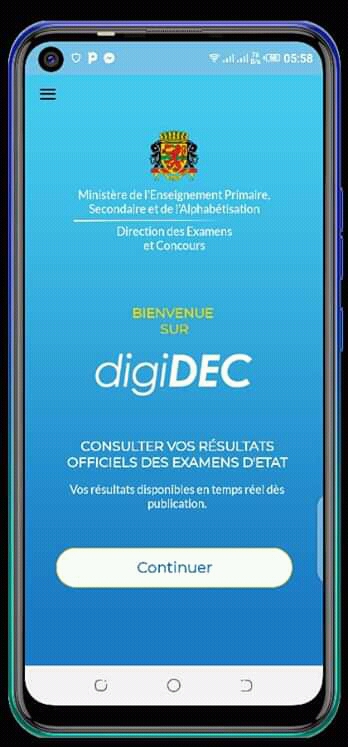 05:58
Ministère de l'Enseignement Primaire,
Secondaire et de l'Alphabétisation
Direction des Examens
et Concours
BIENVENUE
SUR
digiDEC
CONSULTER VOS RÉSULTATS
OFFICIELS DES EXAMENS D'ETAT
Vos résultats disponibles en temps réel dès
publication.
Continuer